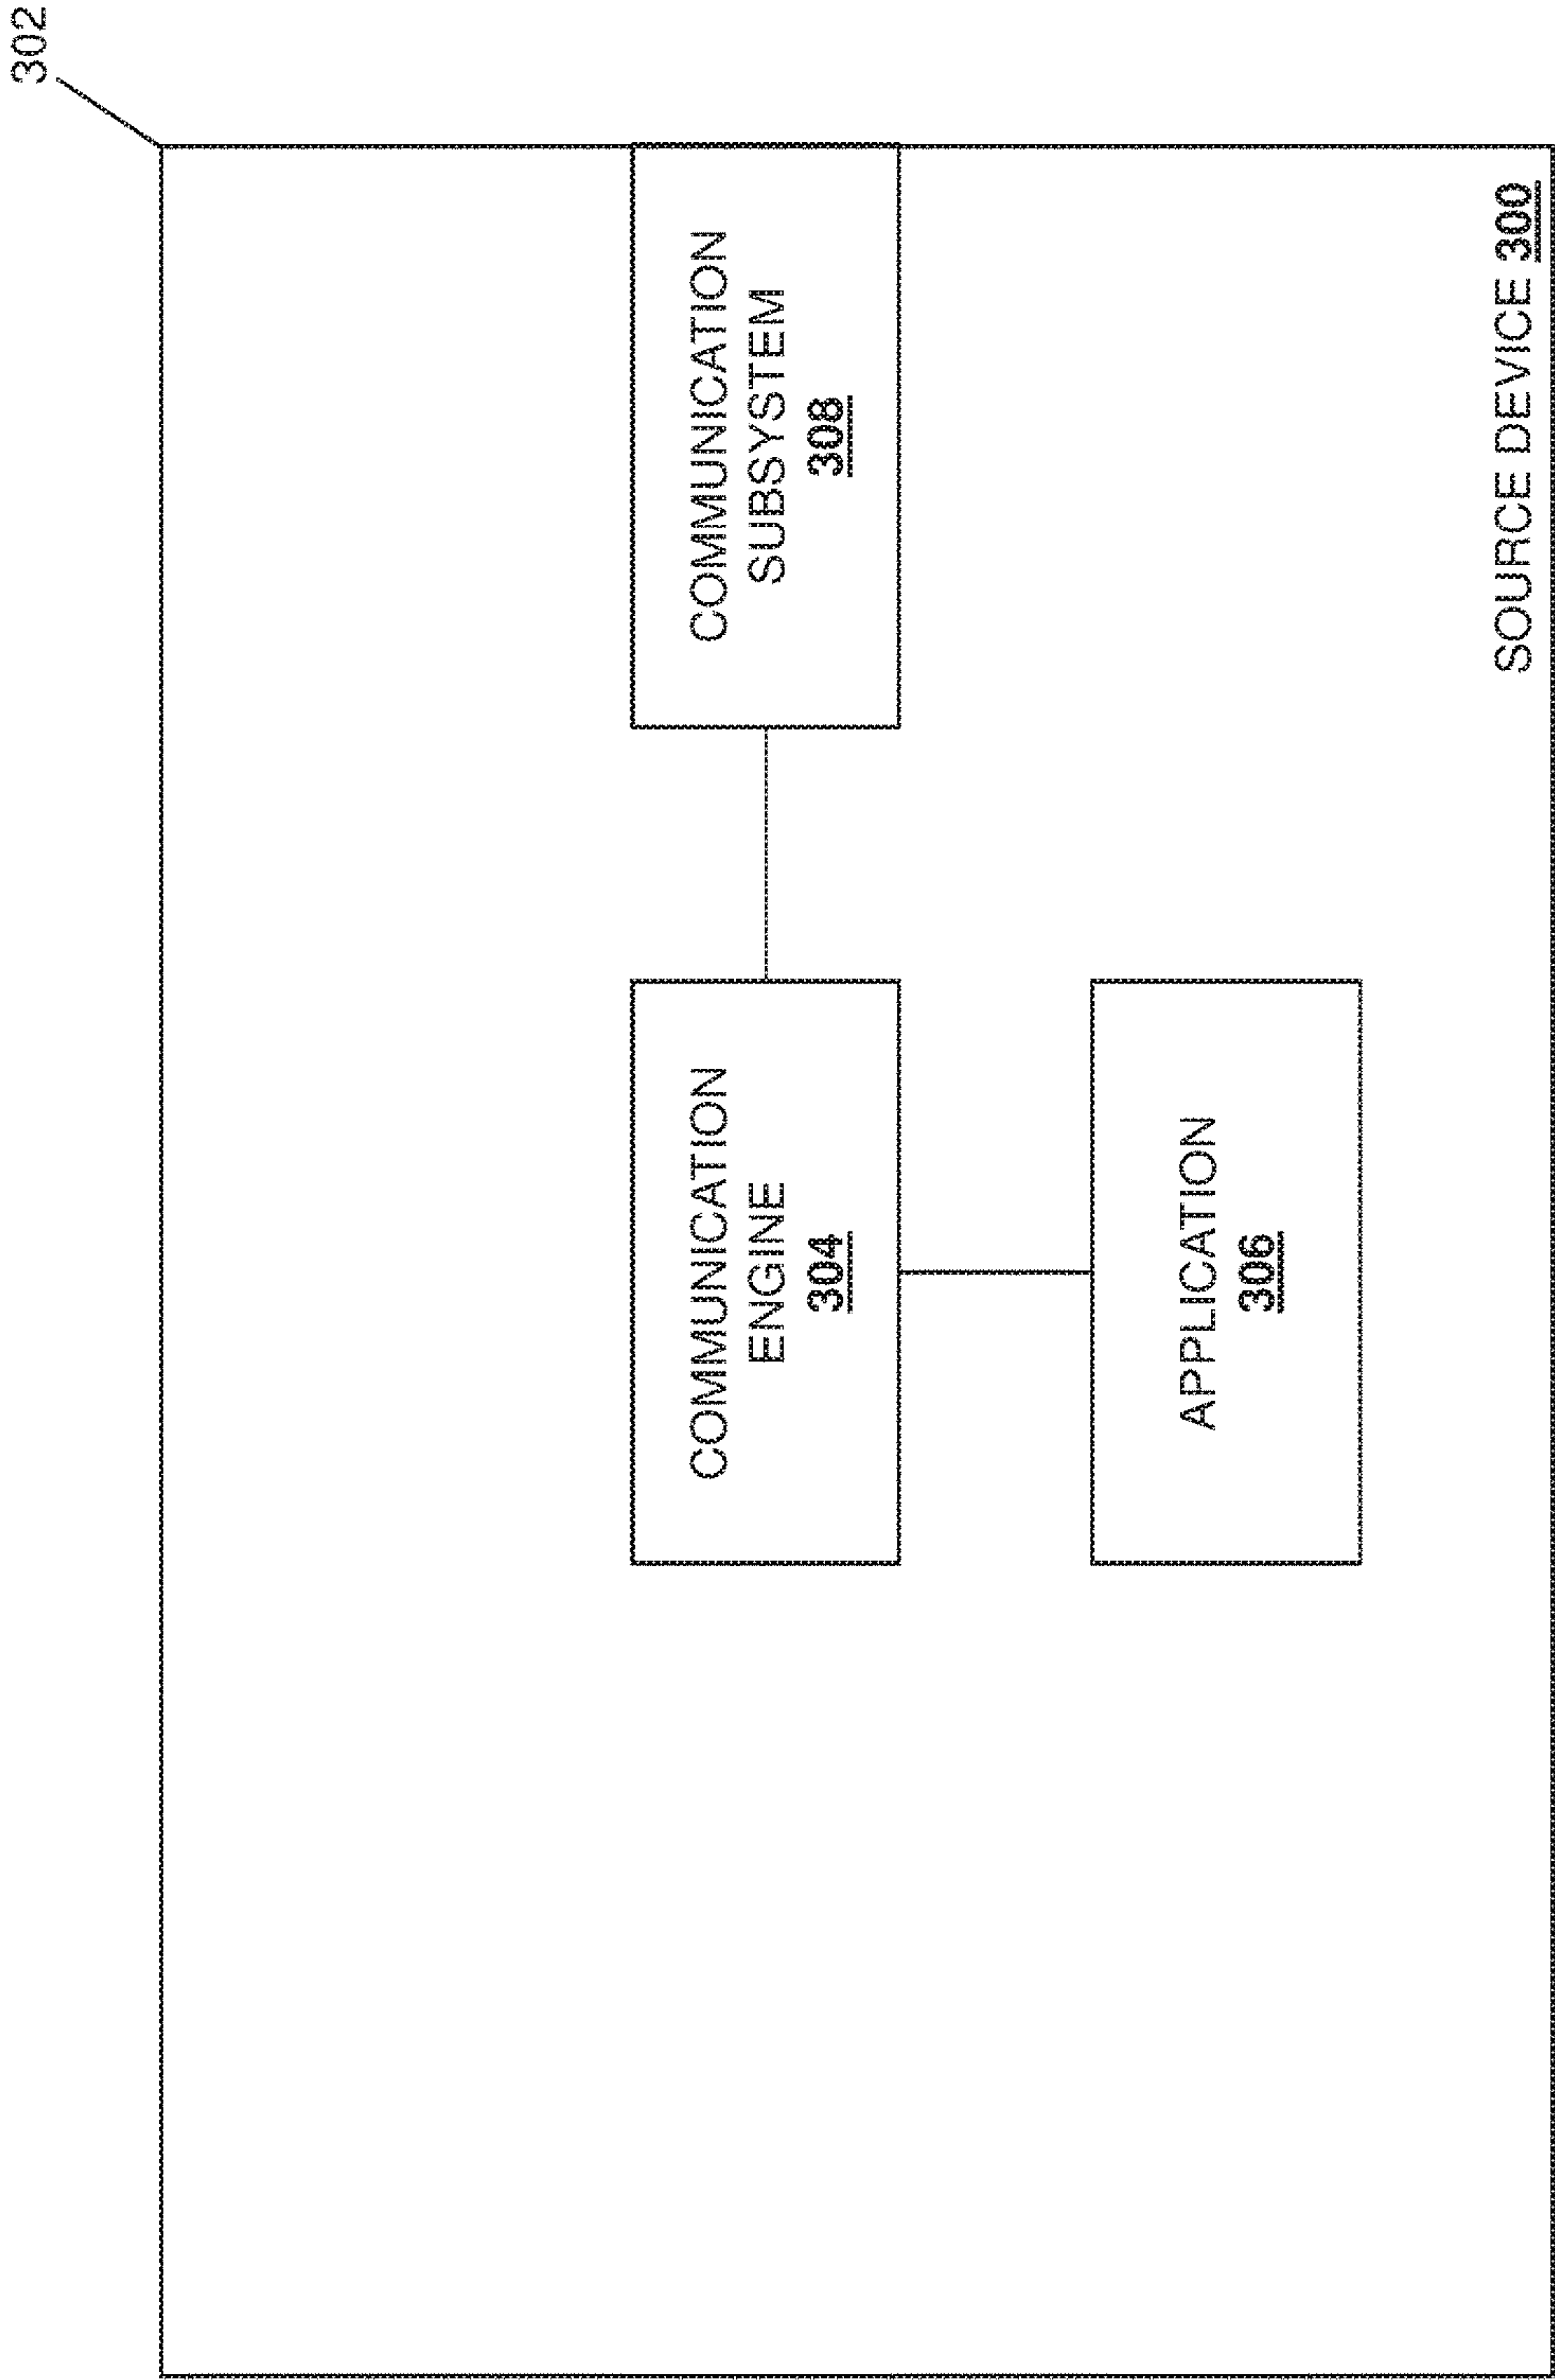 302
COMMUNICATION
ENGINE
304
COMMUNICATION
SUBSYSTEM
308
APPLICATION
306
SOURCE DEVICE 300